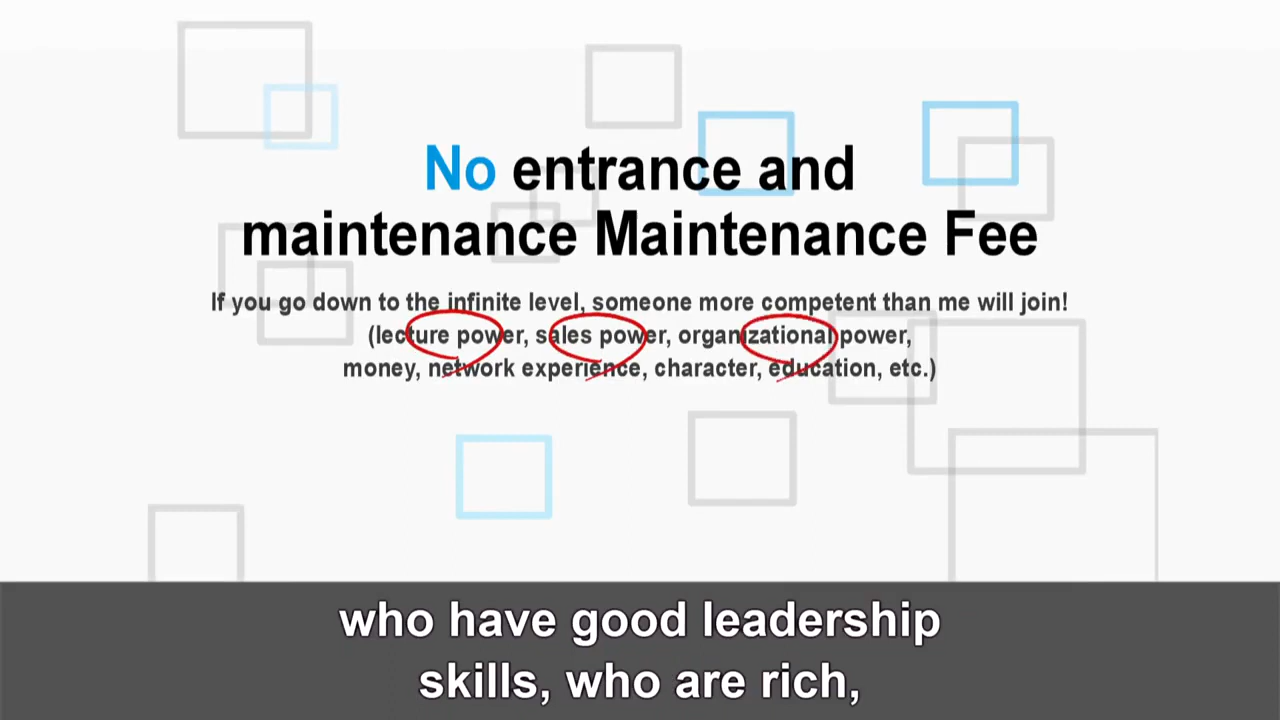 No entrance and
maintenance Maintenance Fee
If you go down to the infinite level, someone more competent than me will join!
(lecture power, sales power, organizational power,
money, network experience, character, education, etc.)
who have good leadership
skills, who are rich,